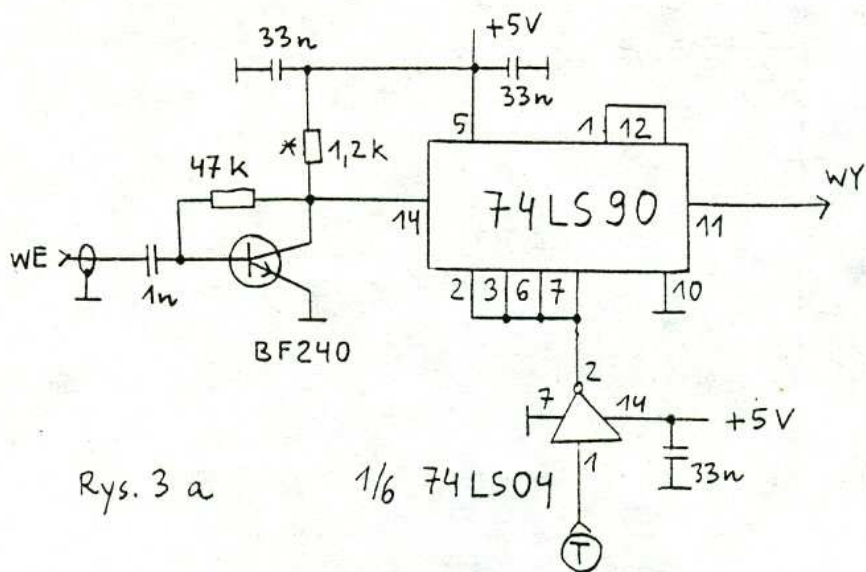 33n
+5V
33n
5
1 12
* 1,2k
47k
14
74LS90
11
WY
WE
1n
BF240
2 3 6 7
10
2
7
14
+5V
1
33n
Rys. 3 a
1/6 74LS04
T